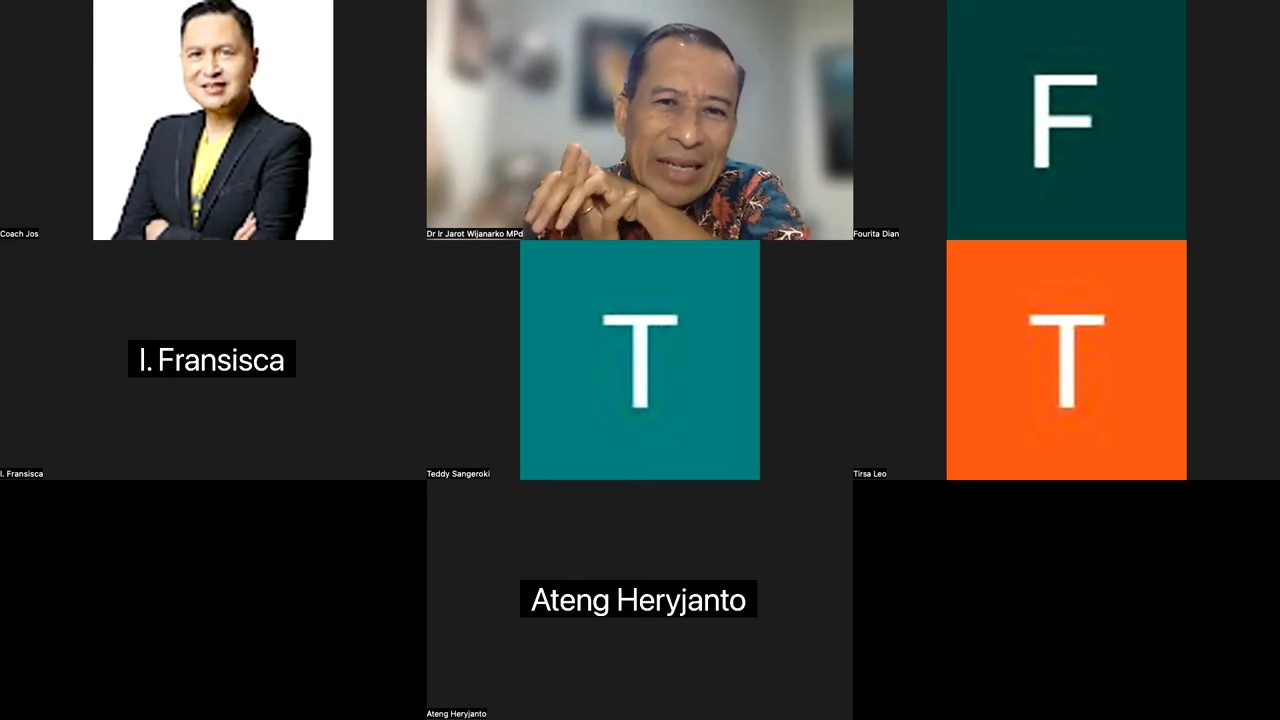 Coach Jos
Dr Ir Jarot Wijanarko MPd
F
Fourita Dian
I. Fransisca
I. Fransisca
T
Teddy Sangeroki
T
Tirsa Leo
Ateng Heryjanto
Ateng Heryjanto